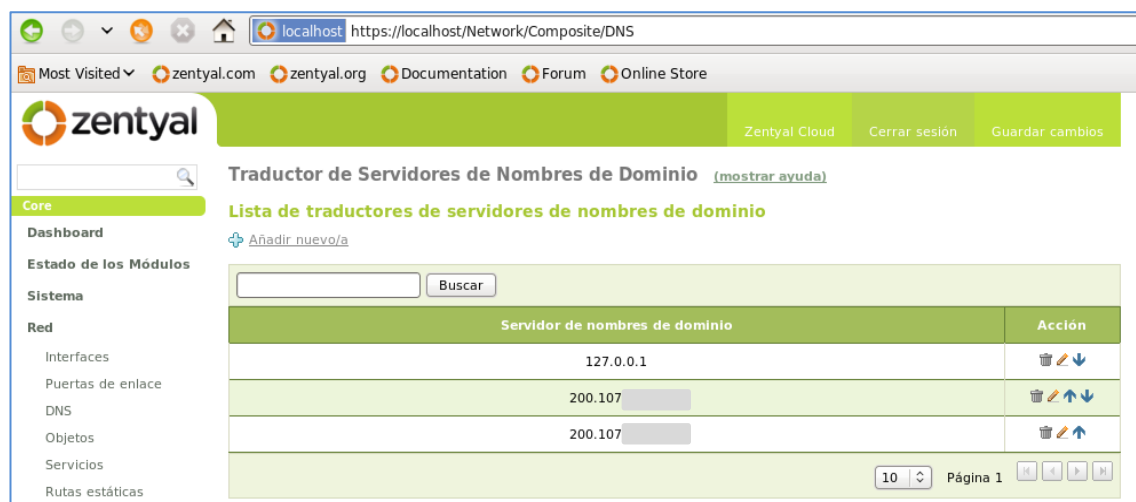 localhost https://localhost/Network/Composite/DNS
Most Visited zentyal.com zentyal.org Documentation Forum Online Store
zentyal
Zentyal Cloud Cerrar sesión Guardar cambios
Traductor de Servidores de Nombres de Dominio (mostrar ayuda)
Core
Lista de traductores de servidores de nombres de dominio
Dashboard
Añadir nuevo/a
Estado de los Módulos
Buscar
Sistema
Servidor de nombres de dominio Acción
Red
Interfaces
127.0.0.1
Puertas de enlace
200.107
DNS
Objetos
200.107
Servicios
10 Página 1
Rutas estáticas